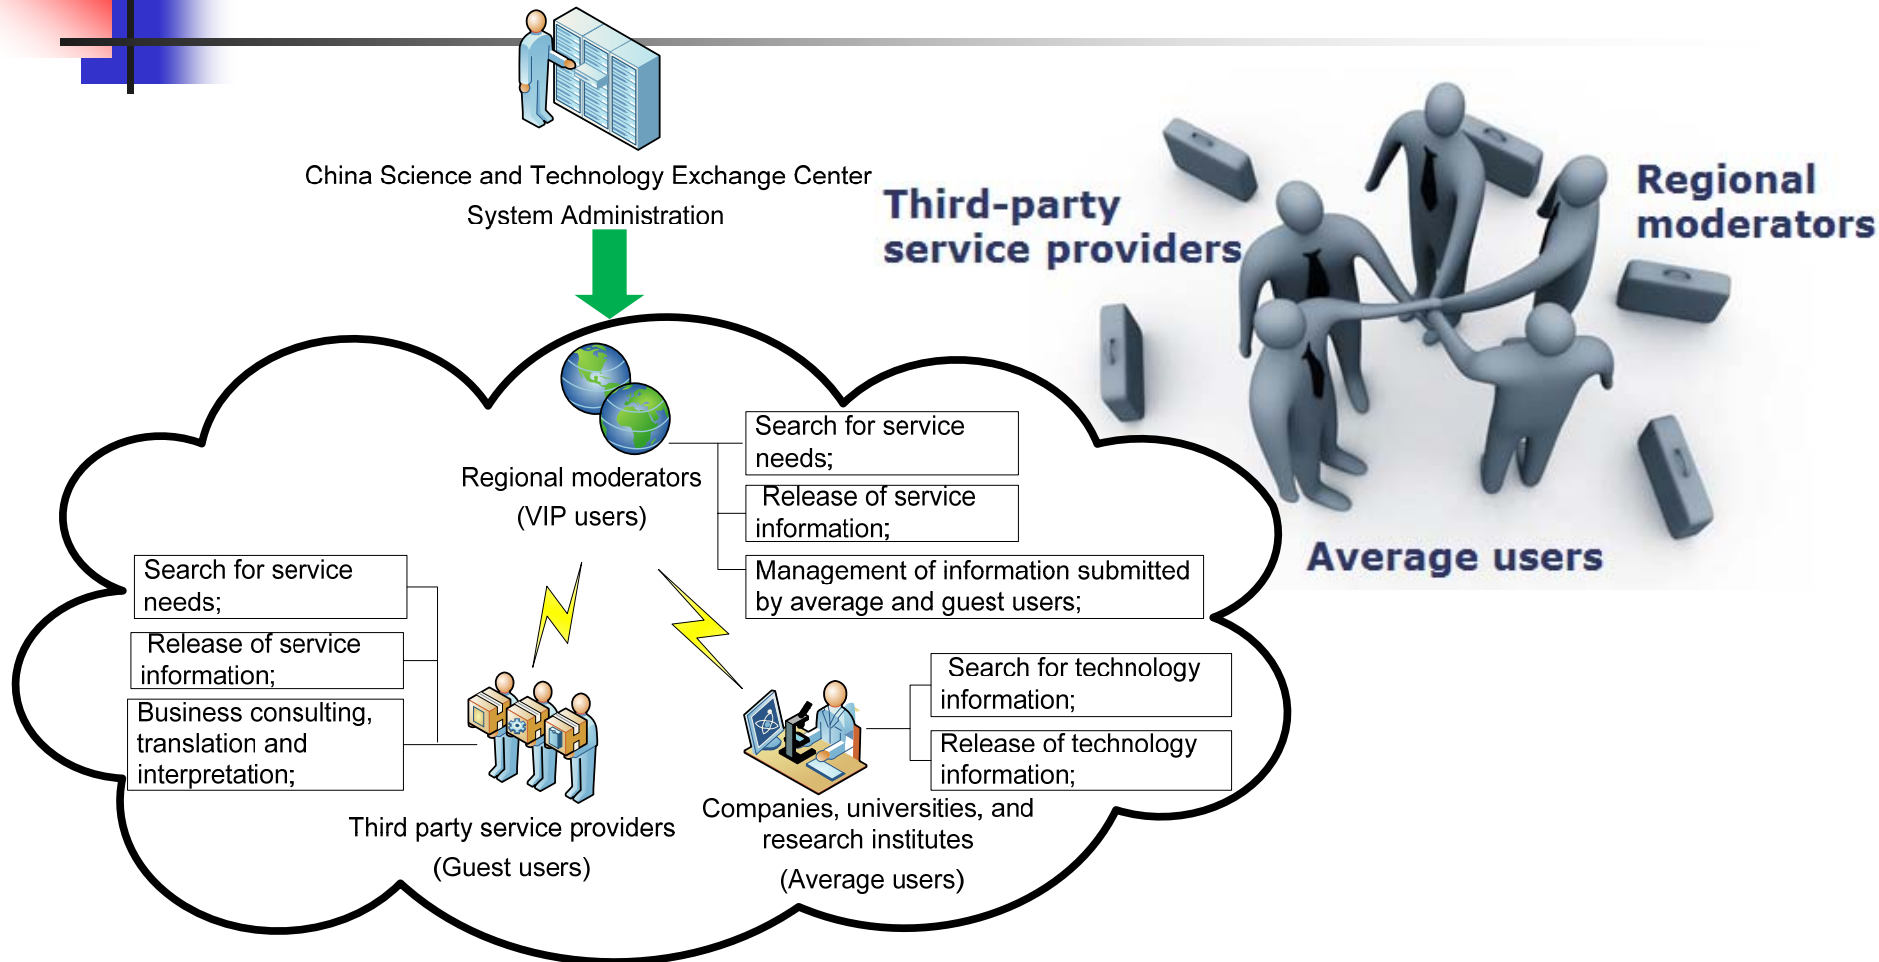 China Science and Technology Exchange Center
System Administration
Third-party
service providers
Regional
moderators
Average users
Regional moderators
(VIP users)
Search for service
needs;
Release of service
information;
Management of information submitted
by average and guest users;
Search for service
needs;
Release of service
information;
Business consulting,
translation and
interpretation;
Third party service providers
(Guest users)
Search for technology
information;
Release of technology
information;
Companies, universities, and
research institutes
(Average users)